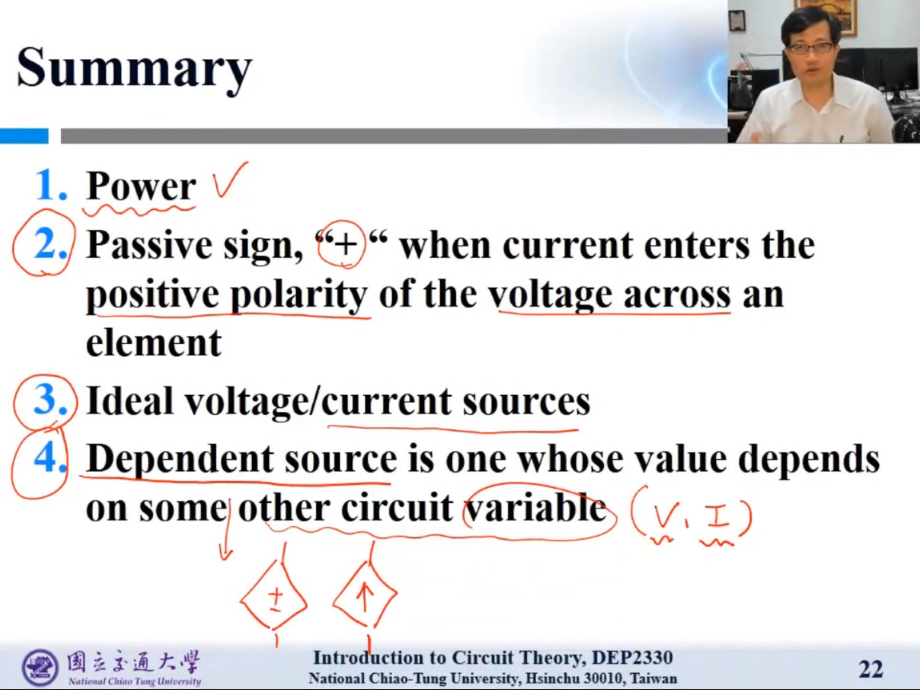 Summary
1. Power
2. Passive sign, “+“ when current enters the
positive polarity of the voltage across an
element
3. Ideal voltage/current sources
4. Dependent source is one whose value depends
on some other circuit variable (V, I)
+
-
國立交通大學
National Chiao Tung University
Introduction to Circuit Theory, DEP2330
National Chiao-Tung University, Hsinchu 30010, Taiwan
22